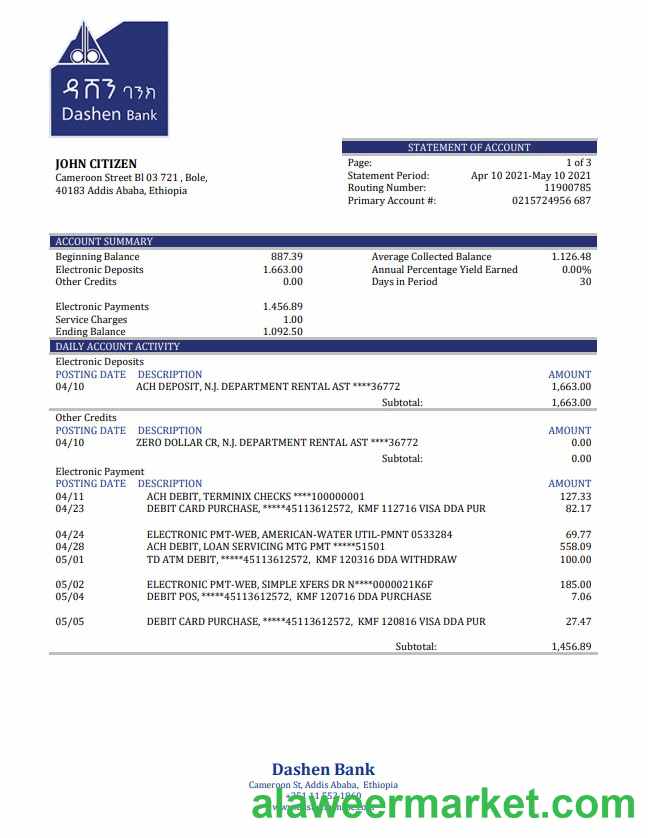 ዳሸን ባንክ
Dashen Bank
STATEMENT OF ACCOUNT
JOHN CITIZEN
Cameroon Street Bl 03 721 , Bole,
40183 Addis Ababa, Ethiopia
Page: 1 of 3
Statement Period: Apr 10 2021-May 10 2021
Routing Number: 11900785
Primary Account #: 0215724956 687
ACCOUNT SUMMARY
Beginning Balance 887.39 Average Collected Balance 1.126.48
Electronic Deposits 1.663.00 Annual Percentage Yield Earned 0.00%
Other Credits 0.00 Days in Period 30
Electronic Payments 1.456.89
Service Charges 1.00
Ending Balance 1.092.50
DAILY ACCOUNT ACTIVITY
Electronic Deposits
POSTING DATE DESCRIPTION AMOUNT
04/10 ACH DEPOSIT, N.J. DEPARTMENT RENTAL AST ****36772 1,663.00
Subtotal: 1,663.00
Other Credits
POSTING DATE DESCRIPTION AMOUNT
04/10 ZERO DOLLAR CR, N.J. DEPARTMENT RENTAL AST ****36772 0.00
Subtotal: 0.00
Electronic Payment
POSTING DATE DESCRIPTION AMOUNT
04/11 ACH DEBIT, TERMINIX CHECKS ****100000001 127.33
04/23 DEBIT CARD PURCHASE, *****45113612572, KMF 112716 VISA DDA PUR 82.17
04/24 ELECTRONIC PMT-WEB, AMERICAN-WATER UTIL-PMNT 0533284 69.77
04/28 ACH DEBIT, LOAN SERVICING MTG PMT *****51501 558.09
05/01 TD ATM DEBIT, *****45113612572, KMF 120316 DDA WITHDRAW 100.00
05/02 ELECTRONIC PMT-WEB, SIMPLE XFERS DR N****0000021K6F 185.00
05/04 DEBIT POS, *****45113612572, KMF 120716 DDA PURCHASE 7.06
05/05 DEBIT CARD PURCHASE, *****45113612572, KMF 120816 VISA DDA PUR 27.47
Subtotal: 1,456.89
Dashen Bank
Cameroon St, Addis Ababa, Ethiopia
alaweermarket.com